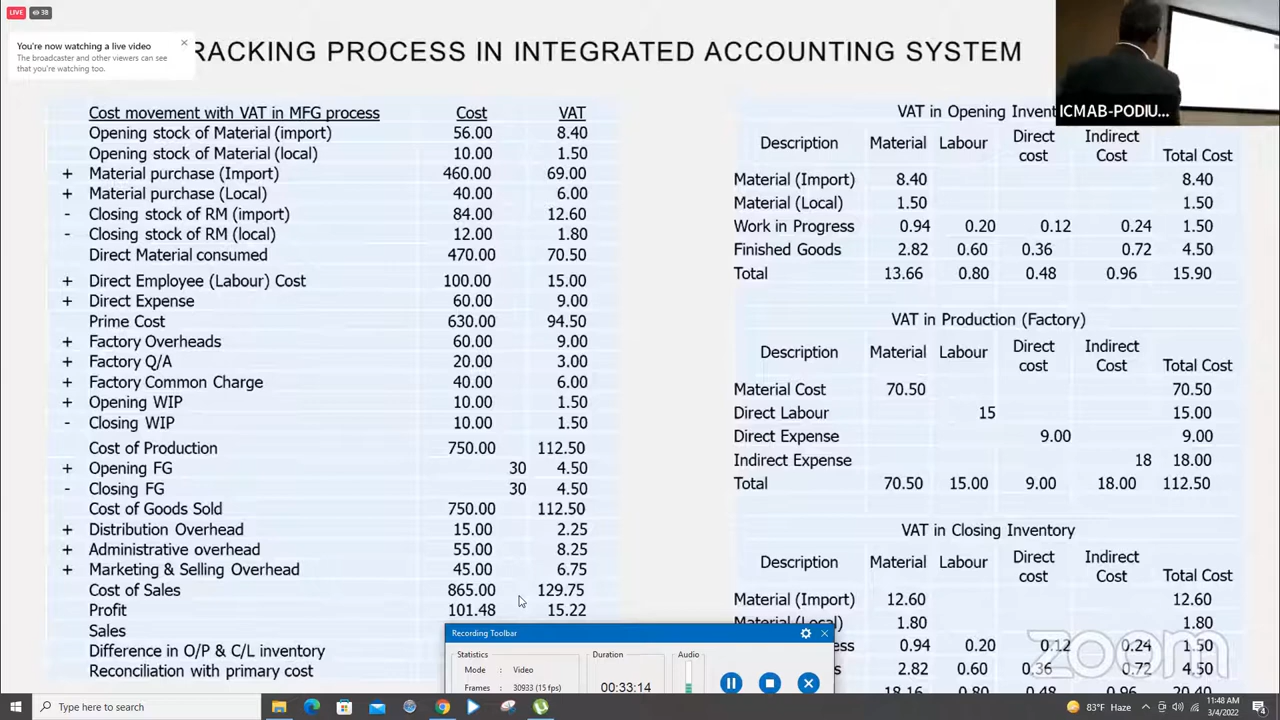 LIVE 38
You're now watching a live video
The broadcaster and other viewers can see
that you're watching too.
RACKING PROCESS IN INTEGRATED ACCOUNTING SYSTEM
ICMAB-PODIU...
Cost movement with VAT in MFG process Cost VAT
Opening stock of Material (import) 56.00 8.40
Opening stock of Material (local) 10.00 1.50
+ Material purchase (Import) 460.00 69.00
+ Material purchase (Local) 40.00 6.00
- Closing stock of RM (import) 84.00 12.60
- Closing stock of RM (local) 12.00 1.80
Direct Material consumed 470.00 70.50
+ Direct Employee (Labour) Cost 100.00 15.00
+ Direct Expense 60.00 9.00
Prime Cost 630.00 94.50
+ Factory Overheads 60.00 9.00
+ Factory Q/A 20.00 3.00
+ Factory Common Charge 40.00 6.00
+ Opening WIP 10.00 1.50
- Closing WIP 10.00 1.50
Cost of Production 750.00 112.50
+ Opening FG 30 4.50
- Closing FG 30 4.50
Cost of Goods Sold 750.00 112.50
+ Distribution Overhead 15.00 2.25
+ Administrative overhead 55.00 8.25
+ Marketing & Selling Overhead 45.00 6.75
Cost of Sales 865.00 129.75
Profit 101.48 15.22
Sales
Difference in O/P & C/L inventory
Reconciliation with primary cost
VAT in Opening Invent
Description Material Labour Direct cost Indirect Cost Total Cost
Material (Import) 8.40 8.40
Material (Local) 1.50 1.50
Work in Progress 0.94 0.20 0.12 0.24 1.50
Finished Goods 2.82 0.60 0.36 0.72 4.50
Total 13.66 0.80 0.48 0.96 15.90
VAT in Production (Factory)
Description Material Labour Direct cost Indirect Cost Total Cost
Material Cost 70.50 70.50
Direct Labour 15 15.00
Direct Expense 9.00 9.00
Indirect Expense 18 18.00
Total 70.50 15.00 9.00 18.00 112.50
VAT in Closing Inventory
Description Material Labour Direct cost Indirect Cost Total Cost
Material (Import) 12.60 12.60
Material (Local) 1.80 1.80
ess 0.94 0.20 0.12 0.24 1.50
s 2.82 0.60 0.36 0.72 4.50
18.16 0.80 0.48 0.96 20.40
zoom
Recording Toolbar
Statistics Duration Audio
Mode : Video
Frames : 30933 (15 fps)
00:33:14
Type here to search
83°F Haze
11:48 AM
3/4/2022
4